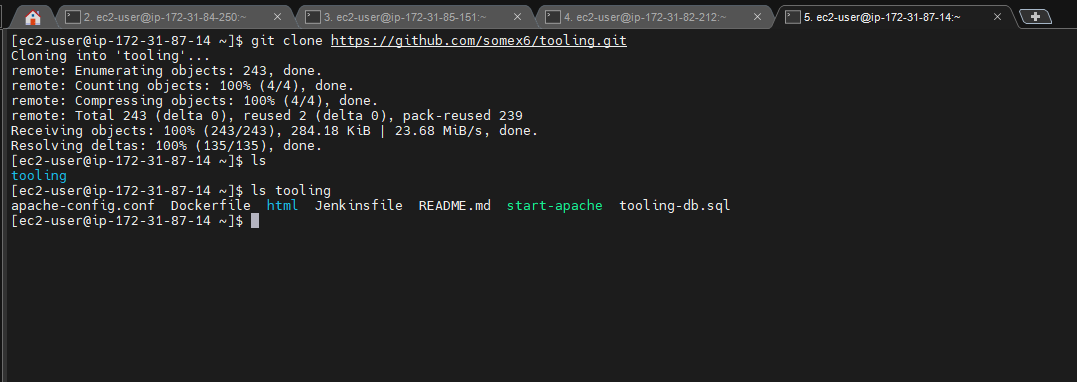 2. ec2-user@ip-172-31-84-250:~
3. ec2-user@ip-172-31-85-151:~
4. ec2-user@ip-172-31-82-212:~
5. ec2-user@ip-172-31-87-14:~
[ec2-user@ip-172-31-87-14 ~]$ git clone https://github.com/somex6/tooling.git
Cloning into 'tooling'...
remote: Enumerating objects: 243, done.
remote: Counting objects: 100% (4/4), done.
remote: Compressing objects: 100% (4/4), done.
remote: Total 243 (delta 0), reused 2 (delta 0), pack-reused 239
Receiving objects: 100% (243/243), 284.18 KiB | 23.68 MiB/s, done.
Resolving deltas: 100% (135/135), done.
[ec2-user@ip-172-31-87-14 ~]$ ls
tooling
[ec2-user@ip-172-31-87-14 ~]$ ls tooling
apache-config.conf  Dockerfile  html  Jenkinsfile  README.md  start-apache  tooling-db.sql
[ec2-user@ip-172-31-87-14 ~]$